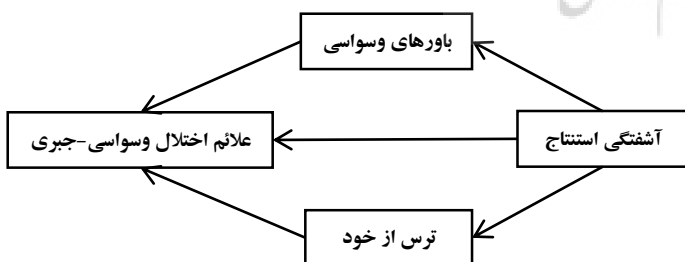 باورهای وسواسی
آشفتگی استنتاج
علائم اختلال وسواسی-جبری
ترس از خود